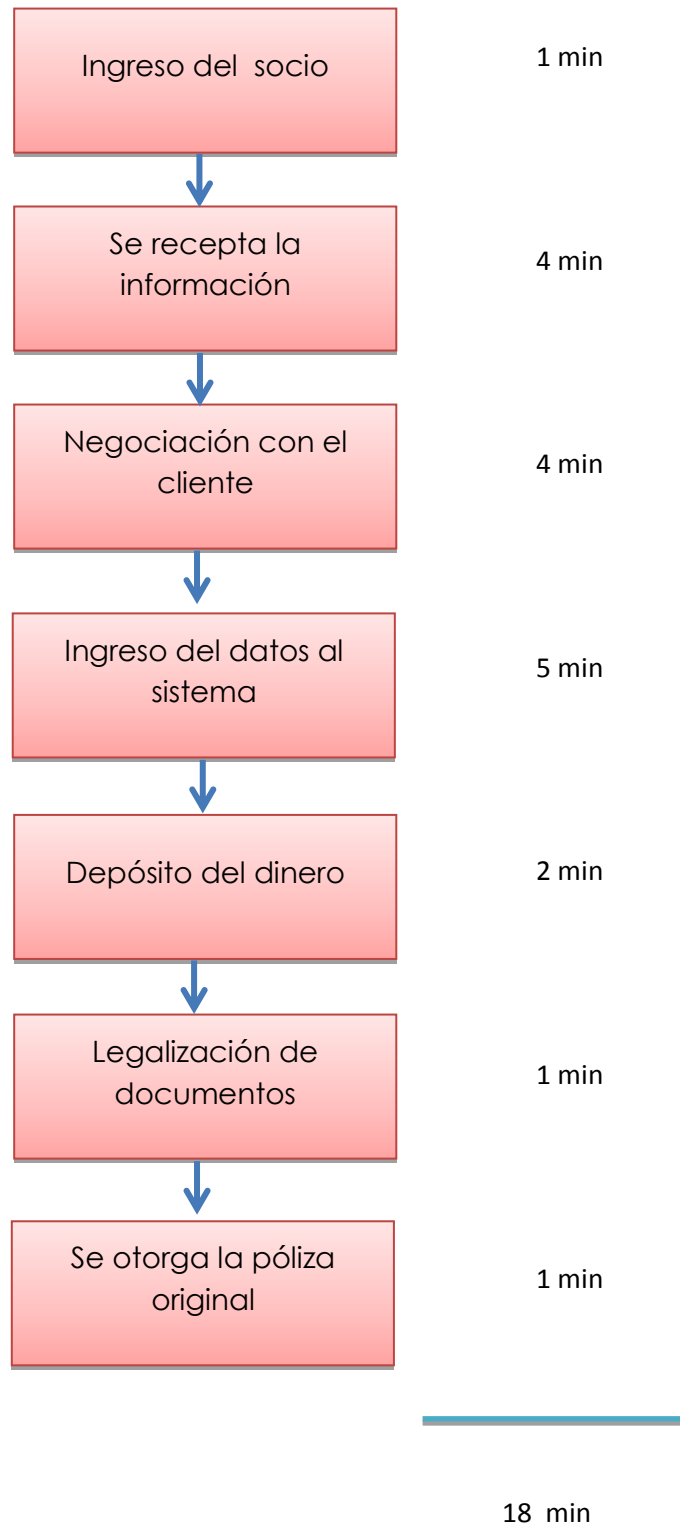 Ingreso del  socio
1 min
Se recepta la
información
4 min
Negociación con el
cliente
4 min
Ingreso del datos al
sistema
5 min
Depósito del dinero
2 min
Legalización de
documentos
1 min
Se otorga la póliza
original
1 min
18  min